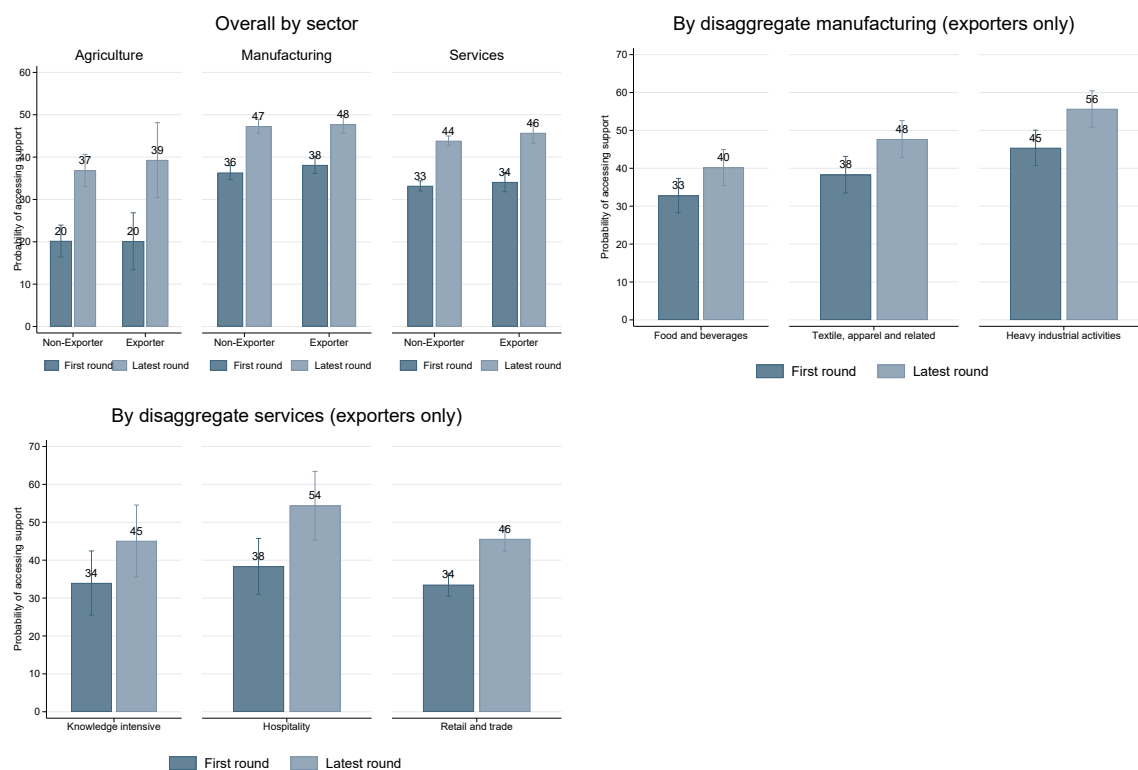 Overall by sector
Agriculture Manufacturing Services
Probability of accessing support
60
50
40
30
20
10
0
20 37 20 39
36 47 38 48
33 44 34 46
Non-Exporter Exporter Non-Exporter Exporter Non-Exporter Exporter
First round Latest round First round Latest round First round Latest round
By disaggregate manufacturing (exporters only)
Probability of accessing support
70
60
50
40
30
20
10
0
33 40 38 48 45 56
Food and beverages Textile, apparel and related Heavy industrial activities
First round Latest round
By disaggregate services (exporters only)
Probability of accessing support
70
60
50
40
30
20
10
0
34 45 38 54 34 46
Knowledge intensive Hospitality Retail and trade
First round Latest round